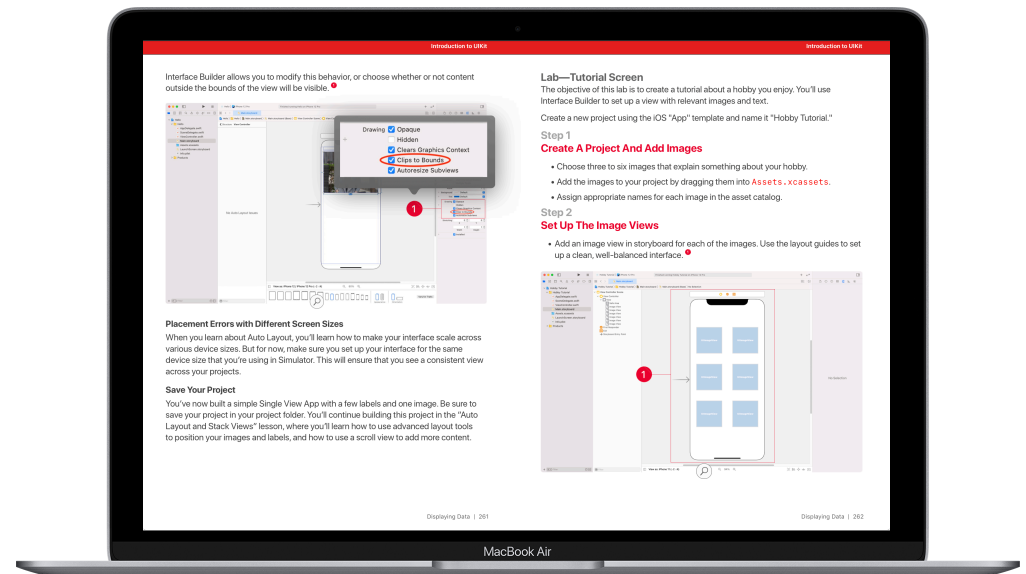 Introduction to UIKit
Interface Builder allows you to modify this behavior, or choose whether or not content
outside the bounds of the view will be visible. 1
Drawing Opaque
Hidden
Clears Graphics Context
Clips to Bounds
Autoresize Subviews
1
Placement Errors with Different Screen Sizes
When you learn about Auto Layout, you'll learn how to make your interface scale across
various device sizes. But for now, make sure you set up your interface for the same
device size that you're using in Simulator. This will ensure that you see a consistent view
across your projects.
Save Your Project
You've now built a simple Single View App with a few labels and one image. Be sure to
save your project in your project folder. You'll continue building this project in the "Auto
Layout and Stack Views" lesson, where you'll learn how to use advanced layout tools
to position your images and labels, and how to use a scroll view to add more content.
Displaying Data | 261
Introduction to UIKit
Lab—Tutorial Screen
The objective of this lab is to create a tutorial about a hobby you enjoy. You'll use
Interface Builder to set up a view with relevant images and text.
Create a new project using the iOS "App" template and name it "Hobby Tutorial."
Step 1
Create A Project And Add Images
• Choose three to six images that explain something about your hobby.
• Add the images to your project by dragging them into Assets.xcassets.
• Assign appropriate names for each image in the asset catalog.
Step 2
Set Up The Image Views
• Add an image view in storyboard for each of the images. Use the layout guides to set
up a clean, well-balanced interface. 1
1
Displaying Data | 262
MacBook Air